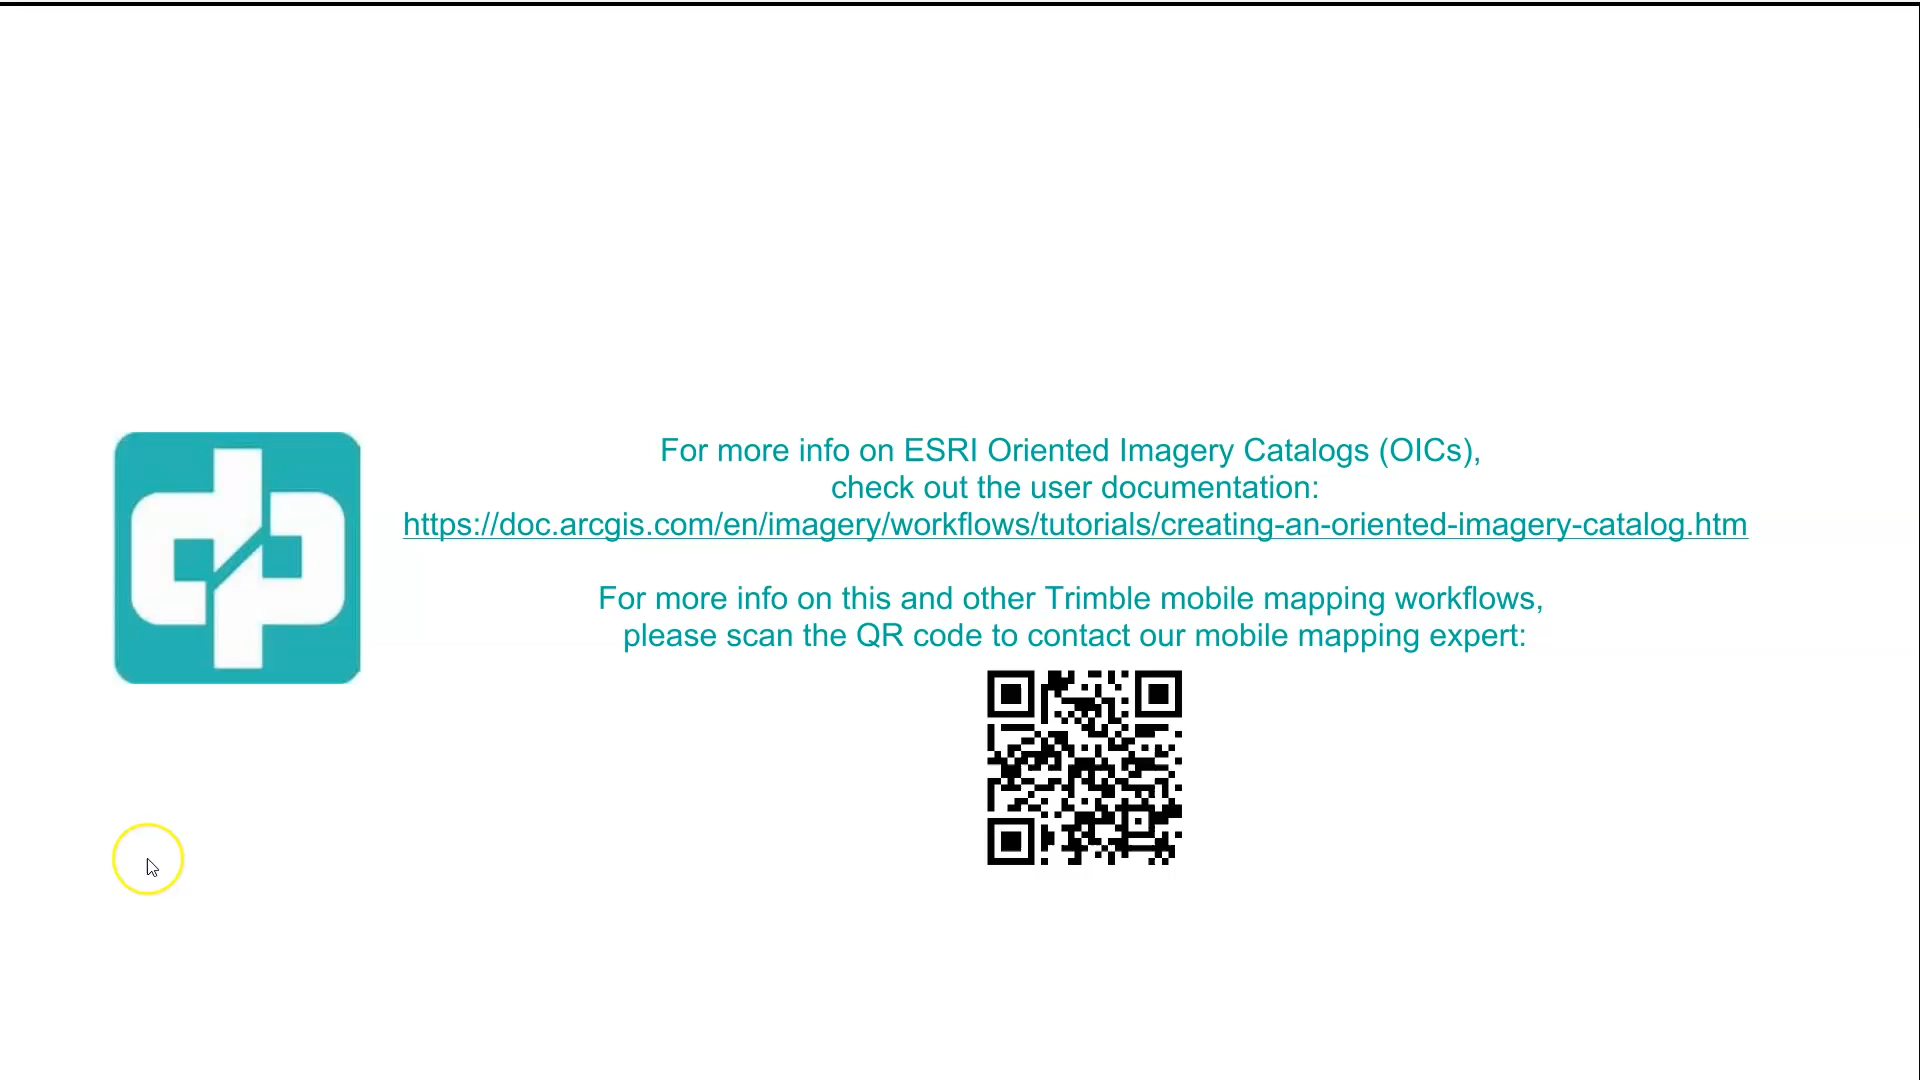 For more info on ESRI Oriented Imagery Catalogs (OICs),
check out the user documentation:
https://doc.arcgis.com/en/imagery/workflows/tutorials/creating-an-oriented-imagery-catalog.htm
For more info on this and other Trimble mobile mapping workflows,
please scan the QR code to contact our mobile mapping expert: